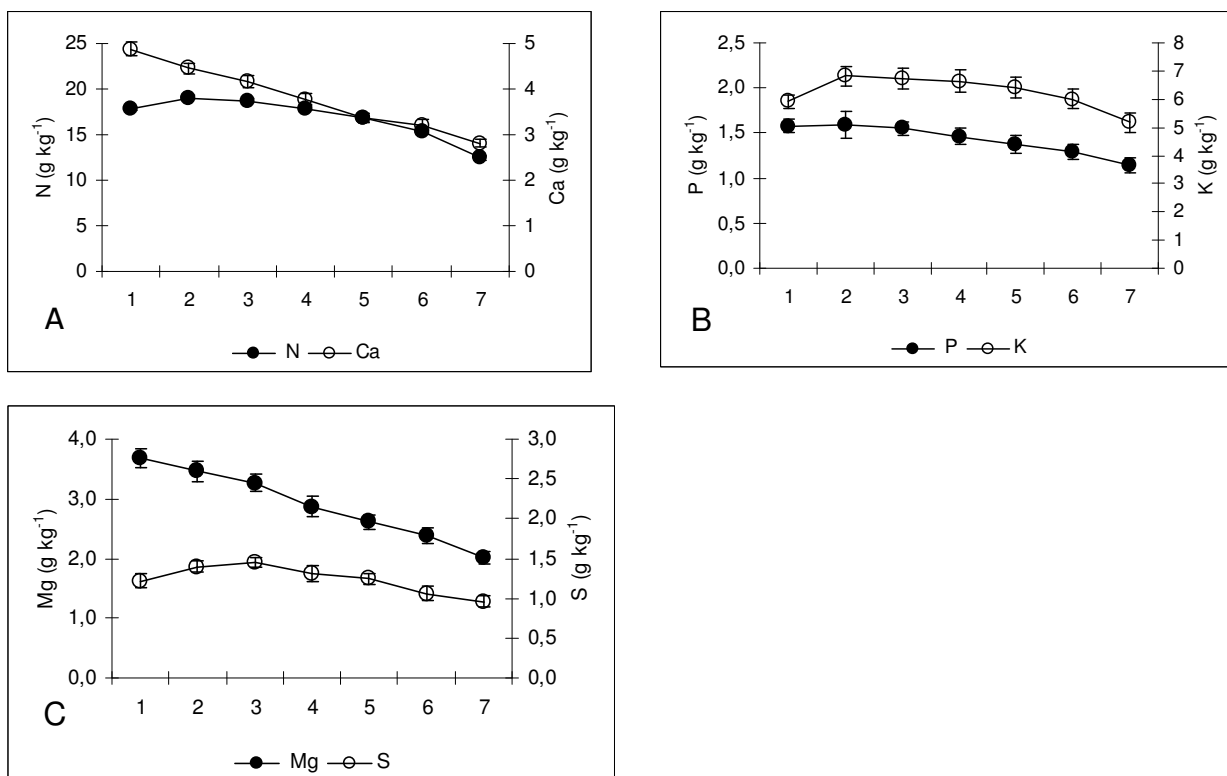 25
20
15
10
5
0
N (g kg-1)
5
4
3
2
1
0
Ca (g kg-1)
1 2 3 4 5 6 7
A
N Ca
2,5
2,0
1,5
1,0
0,5
0,0
P (g kg-1)
8
7
6
5
4
3
2
1
0
K (g kg-1)
1 2 3 4 5 6 7
B
P K
4,0
3,0
2,0
1,0
0,0
Mg (g kg-1)
3,0
2,5
2,0
1,5
1,0
0,5
0,0
S (g kg-1)
1 2 3 4 5 6 7
C
Mg S